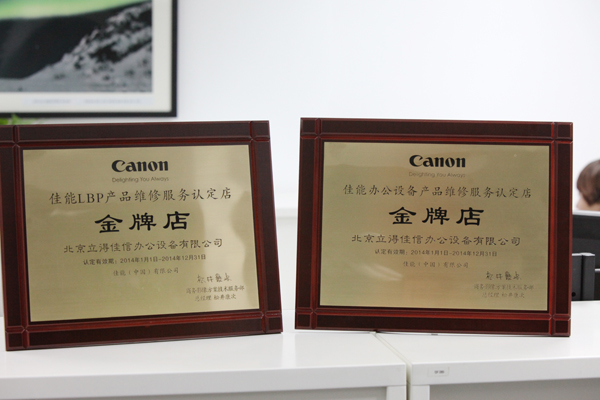 Canon
Delighting You Always
佳能LBP产品维修服务认定店
金牌店
北京立得佳信办公设备有限公司
认定有效期：2014年1月1日-2014年12月31日
佳能（中国）有限公司
Canon
Delighting You Always
佳能办公设备产品维修服务认定店
金牌店
北京立得佳信办公设备有限公司
认定有效期：2014年1月1日-2014年12月31日
佳能（中国）有限公司